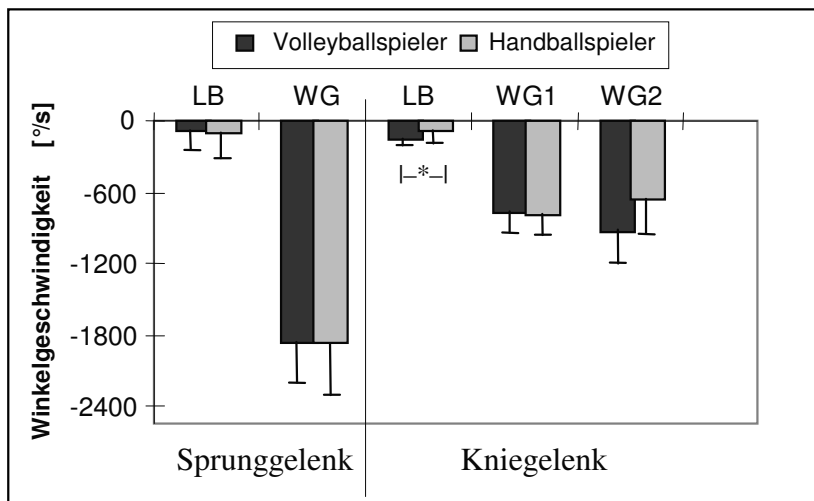 Volleyballspieler Handballspieler
LB WG LB WG1 WG2
Winkelgeschwindigkeit [°/s]
0
-600
-1200
-1800
-2400
|–*–|
Sprunggelenk Kniegelenk